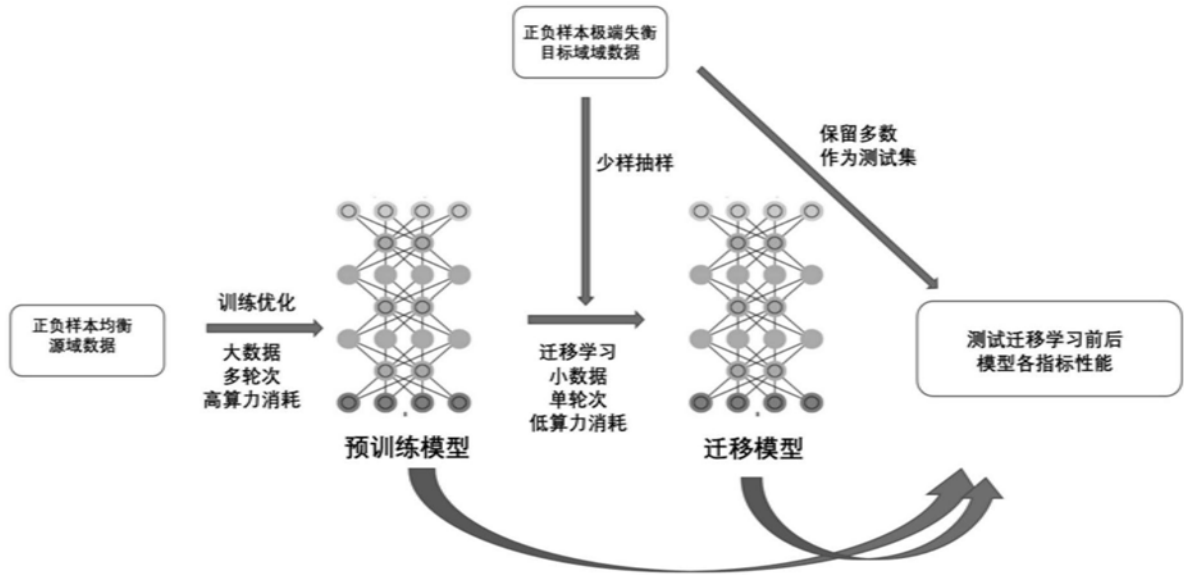 正负样本极端失衡
目标域域数据
保留多数
作为测试集
少样抽样
训练优化
正负样本均衡
源域数据
大数据
多轮次
高算力消耗
迁移学习
小数据
单轮次
低算力消耗
测试迁移学习前后
模型各指标性能
预训练模型
迁移模型